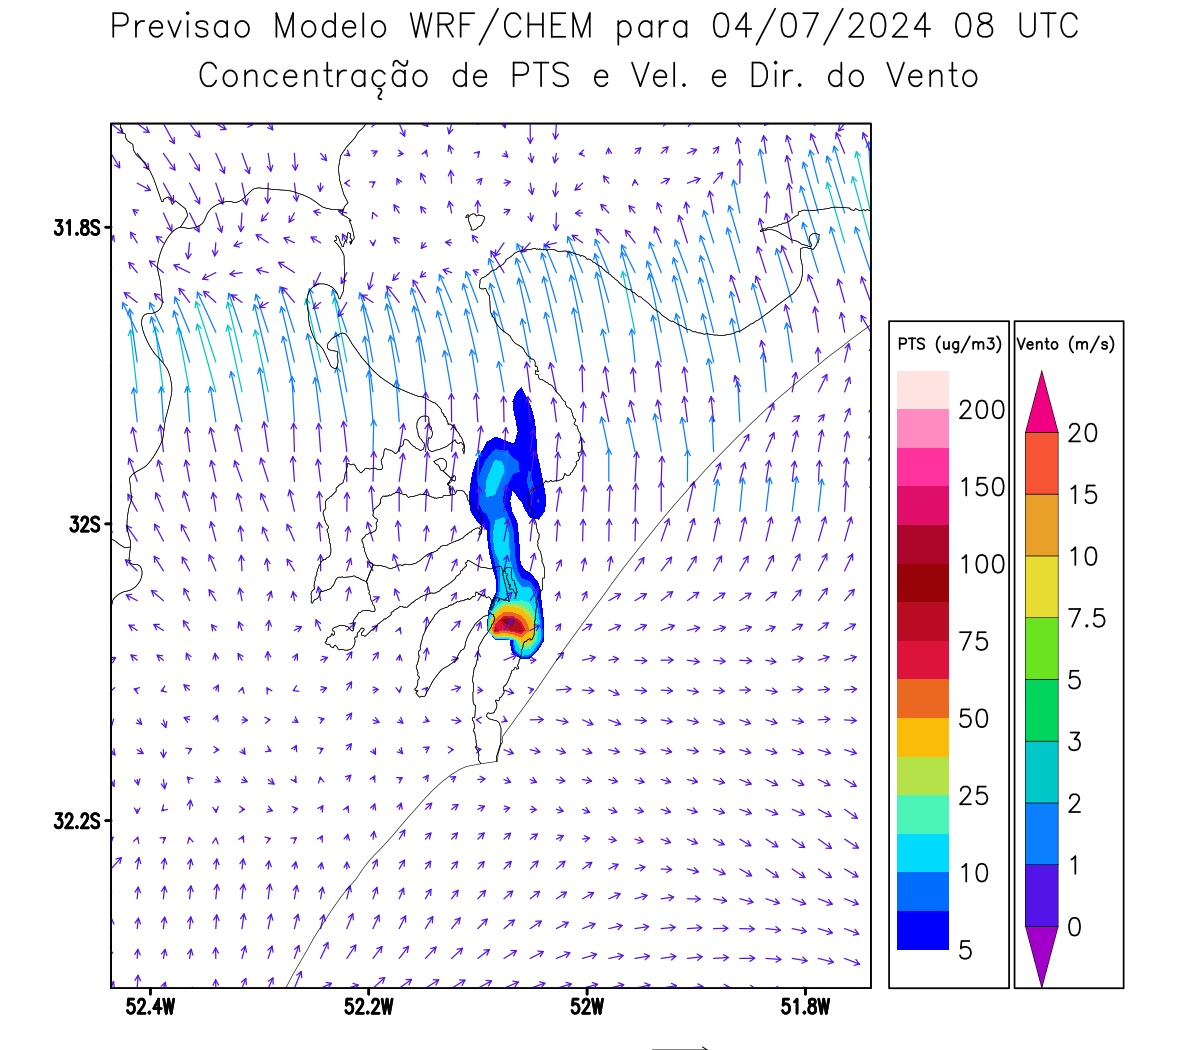 Previsao Modelo WRF/CHEM para 04/07/2024 08 UTC
Concentração de PTS e Vel. e Dir. do Vento
31.8S
32S
32.2S
52.4W
52.2W
52W
51.8W
PTS (ug/m3)
200
150
100
75
50
25
10
5
Vento (m/s)
20
15
10
7.5
5
3
2
1
0